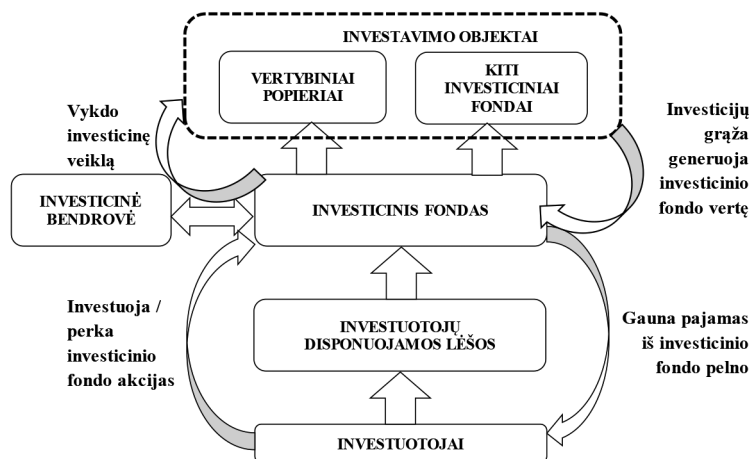 INVESTAVIMO OBJEKTAI
VERTYBINIAI
POPIERIAI
KITI
INVESTICINIAI
FONDAI
Vykdo
investicinę
veiklą
Investicijų
grąža
generuoja
investicinio
fondo vertę
INVESTICINĖ
BENDROVĖ
INVESTICINIS FONDAS
Investuoja /
perka
investicinio
fondo akcijas
INVESTUOTOJŲ
DISPONUOJAMOS LĖŠOS
Gauna pajamas
iš investicinio
fondo pelno
INVESTUOTOJAI